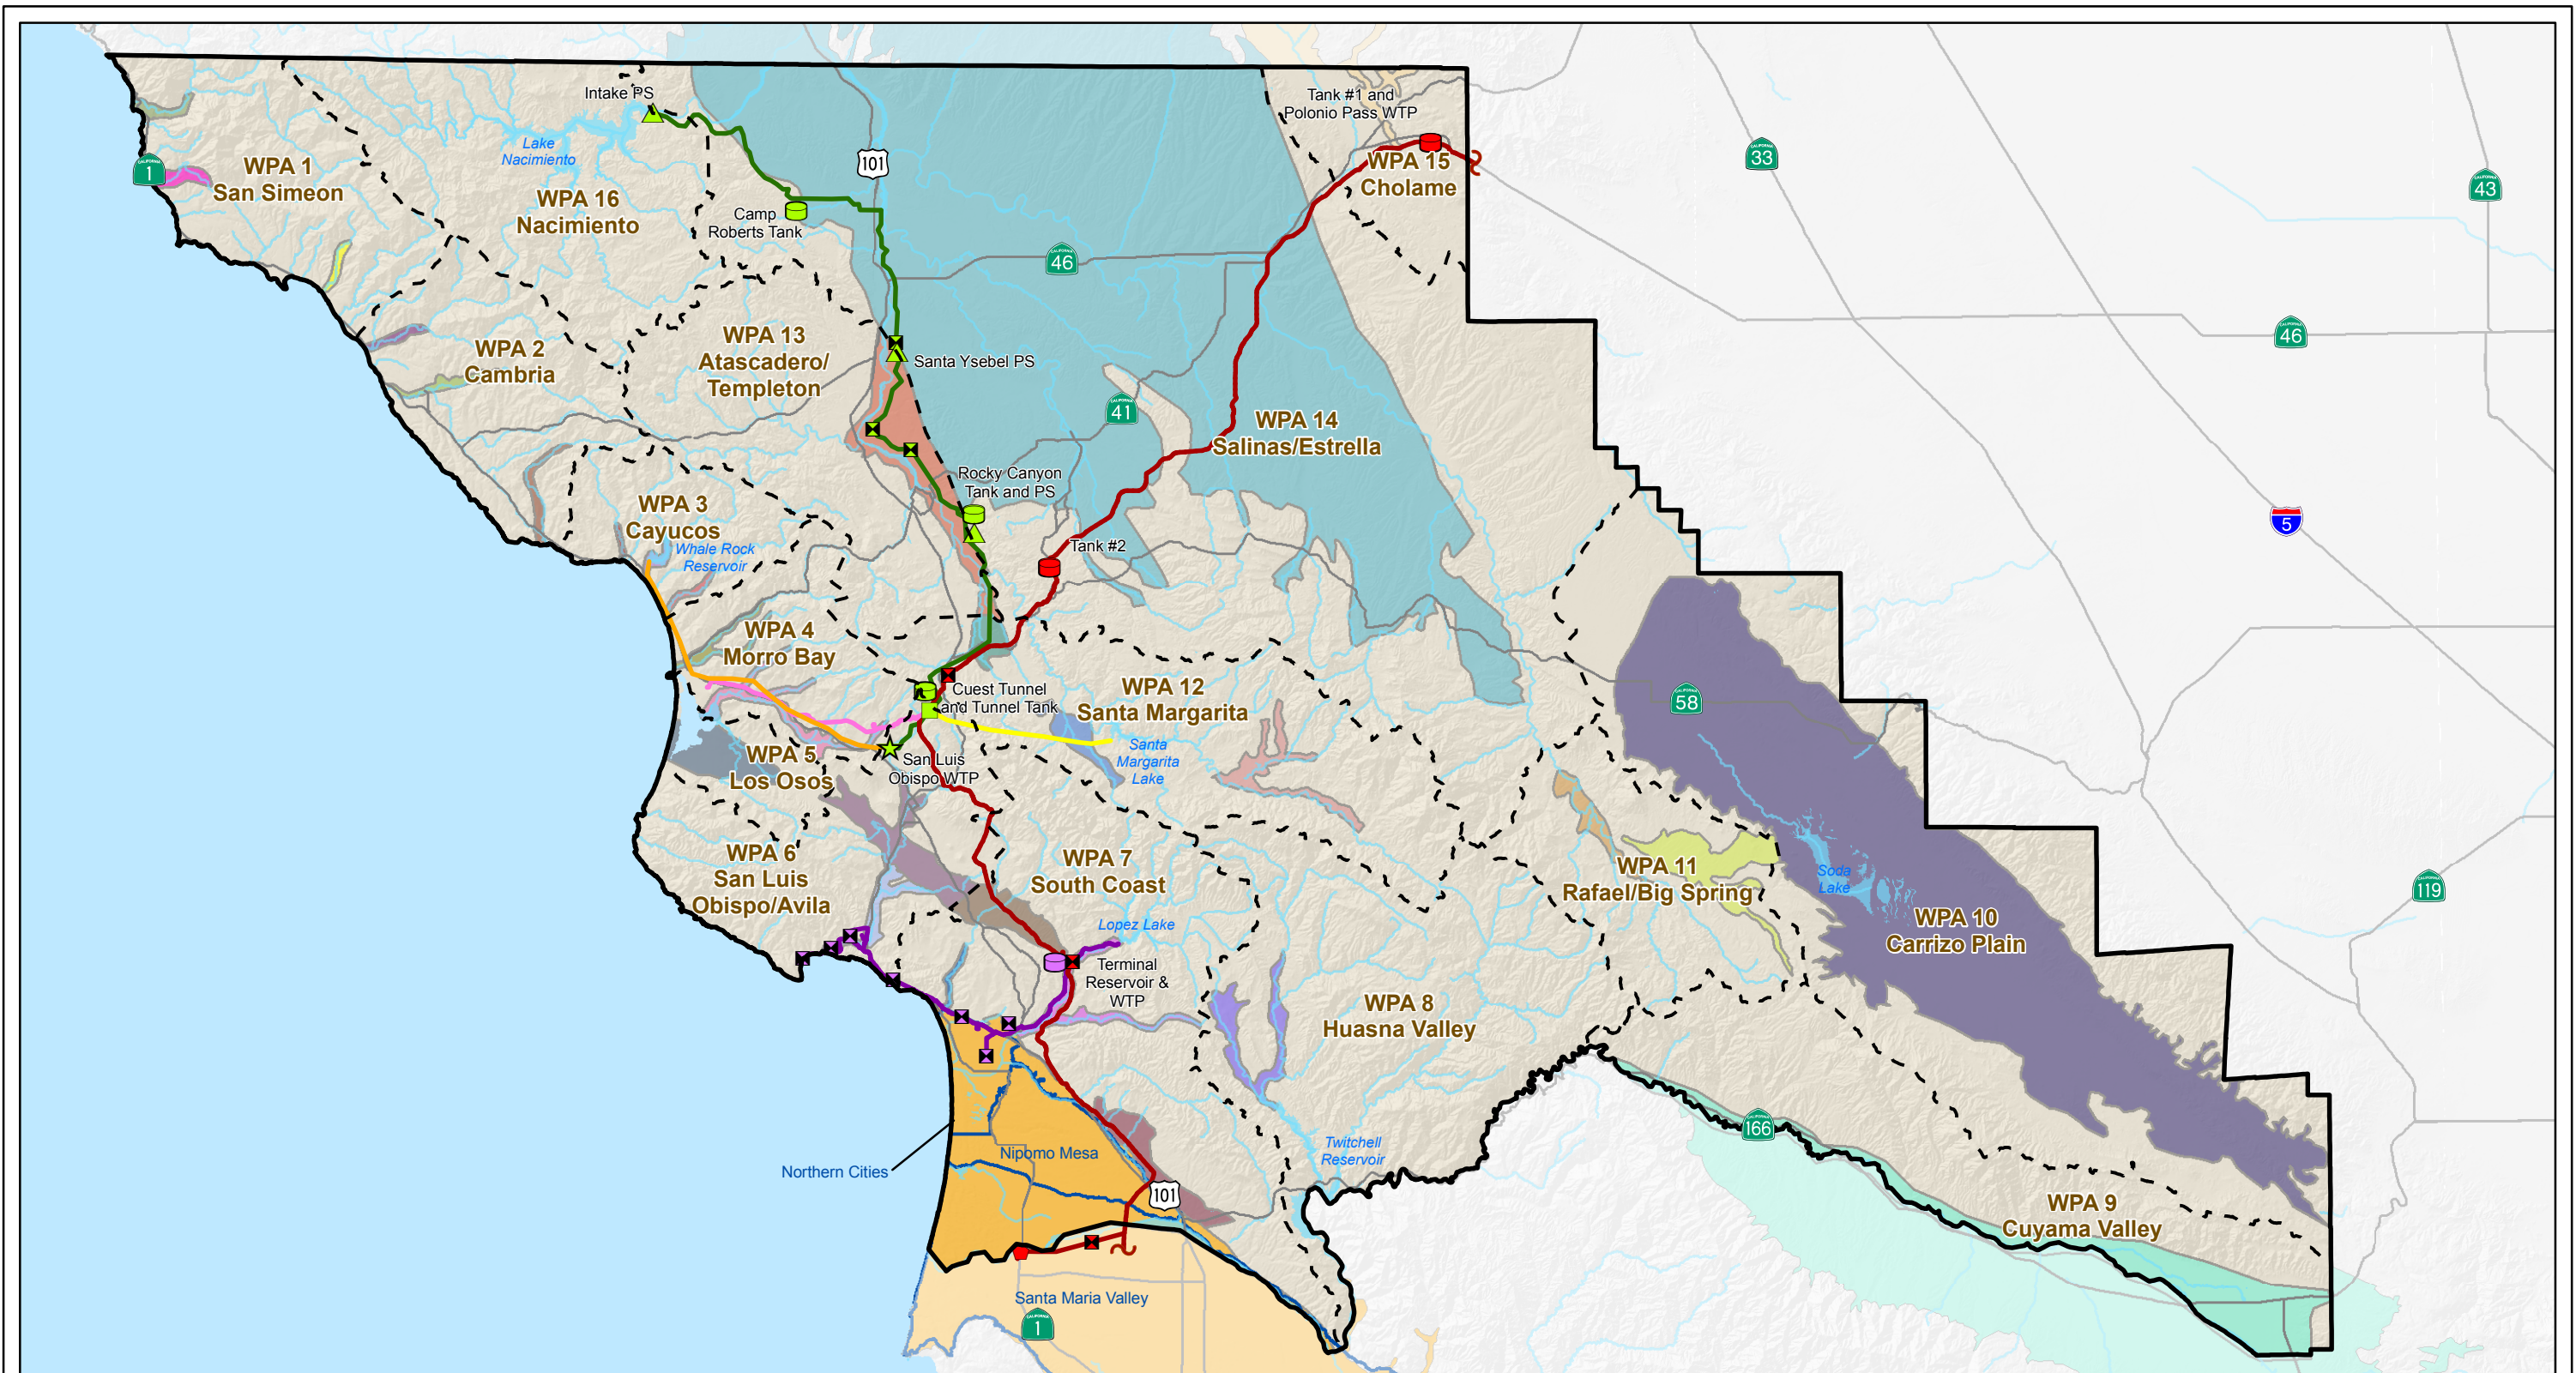 Intake PS
Tank #1 and
Polonio Pass WTP
Lake
Nacimiento
101
33
WPA 15
Cholame
WPA 1
San Simeon
CALIFORNIA
1
43
WPA 16
Nacimiento
Camp
Roberts Tank
46
46
WPA 13
Atascadero/
Templeton
WPA 2
Cambria
Santa Ysebel PS
41
WPA 14
Salinas/Estrella
Rocky Canyon
Tank and PS
WPA 3
Cayucos
Whale Rock
Reservoir
Tank #2
5
WPA 4
Morro Bay
Cuest Tunnel
and Tunnel Tank
WPA 12
Santa Margarita
58
WPA 5
Los Osos
San Luis
Obispo WTP
Santa
Margarita
Lake
WPA 6
San Luis
Obispo/Avila
WPA 7
South Coast
WPA 11
Rafael/Big Spring
Soda
Lake
119
WPA 10
Carrizo Plain
Lopez Lake
Terminal
Reservoir &
WTP
WPA 8
Huasna Valley
166
Twitchell
Reservoir
Nipomo Mesa
Northern Cities
101
WPA 9
Cuyama Valley
Santa Maria Valley
1